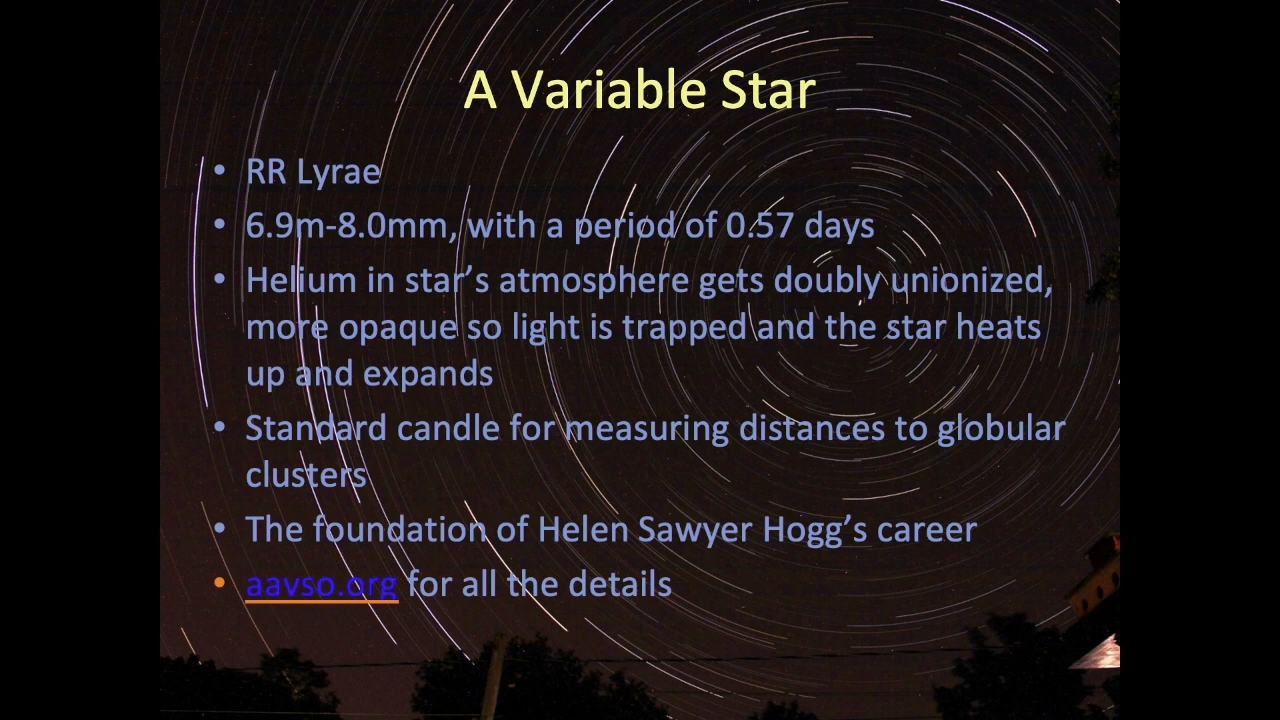 A Variable Star
• RR Lyrae
• 6.9m-8.0mm, with a period of 0.57 days
• Helium in star’s atmosphere gets doubly unionized,
more opaque so light is trapped and the star heats
up and expands
• Standard candle for measuring distances to globular
clusters
• The foundation of Helen Sawyer Hogg’s career
• aavso.org for all the details